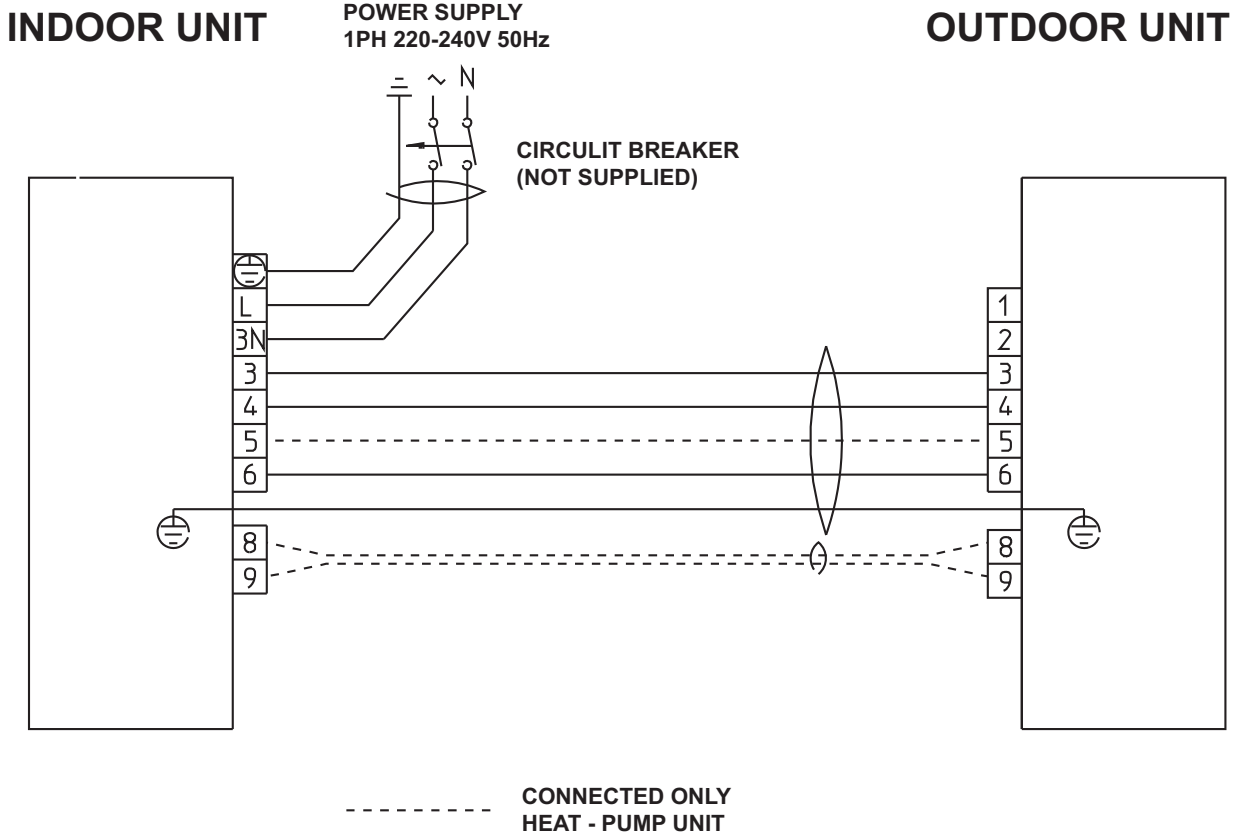 INDOOR UNIT
POWER SUPPLY
1PH 220-240V 50Hz
OUTDOOR UNIT
~ N
CIRCULIT BREAKER
(NOT SUPPLIED)
L
3N
3
4
5
6
8
9
1
2
3
4
5
6
8
9
CONNECTED ONLY
HEAT - PUMP UNIT